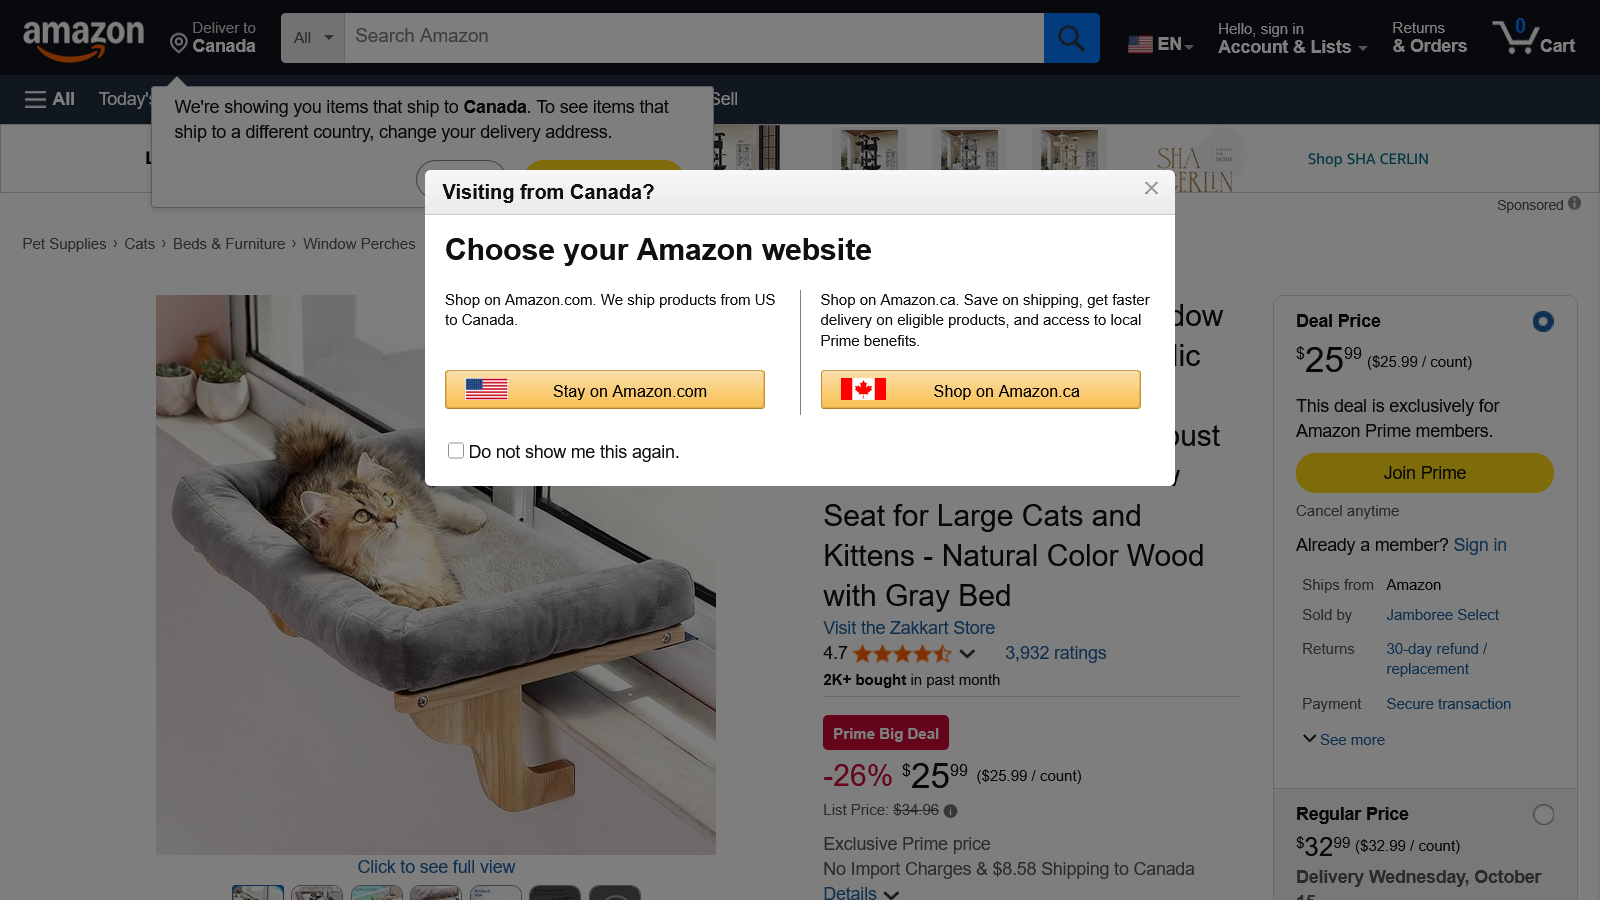 amazon
Deliver to
Canada
All
Search Amazon
EN
Hello, sign in
Account & Lists
Returns
& Orders
0
Cart
All
Today's
Sell
We're showing you items that ship to Canada. To see items that
ship to a different country, change your delivery address.
SHA
CERLIN
Shop SHA CERLIN
Sponsored
Pet Supplies › Cats › Beds & Furniture › Window Perches
Visiting from Canada?
Choose your Amazon website
Shop on Amazon.com. We ship products from US
to Canada.
Stay on Amazon.com
Shop on Amazon.ca. Save on shipping, get faster
delivery on eligible products, and access to local
Prime benefits.
Shop on Amazon.ca
Do not show me this again.
Seat for Large Cats and
Kittens - Natural Color Wood
with Gray Bed
Visit the Zakkart Store
4.7
3,932 ratings
2K+ bought in past month
Prime Big Deal
-26% $25.99 ($25.99 / count)
List Price: $34.96
Exclusive Prime price
No Import Charges & $8.58 Shipping to Canada
Details
Click to see full view
Deal Price
$25.99 ($25.99 / count)
This deal is exclusively for
Amazon Prime members.
Join Prime
Cancel anytime
Already a member? Sign in
Ships from Amazon
Sold by Jamboree Select
Returns 30-day refund /
replacement
Payment Secure transaction
See more
Regular Price
$32.99 ($32.99 / count)
Delivery Wednesday, October